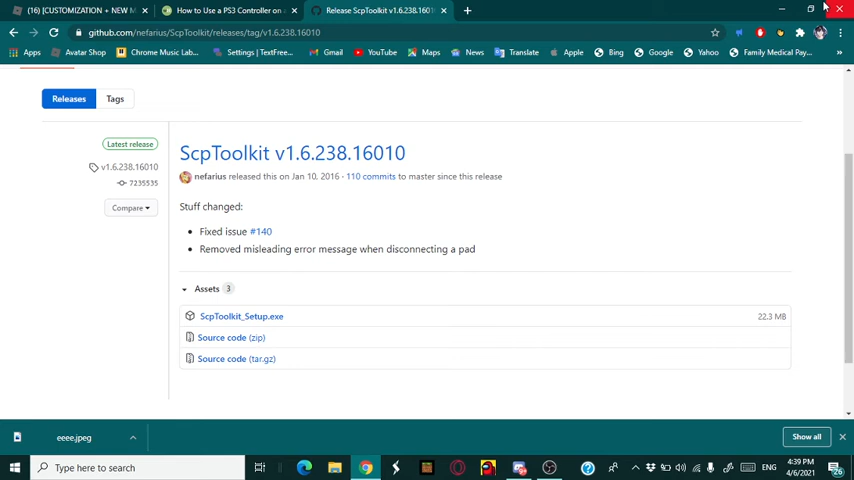 (16) [CUSTOMIZATION + NEW M
How to Use a PS3 Controller on
Release ScpToolkit v1.6.238.1601
github.com/nefarius/ScpToolkit/releases/tag/v1.6.238.16010
Apps
Avatar Shop
Chrome Music Lab...
Settings | TextFree...
Gmail
YouTube
Maps
News
Translate
Apple
Bing
Google
Yahoo
Family Medical Pay...
Releases
Tags
Latest release
v1.6.238.16010
7235535
Compare
ScpToolkit v1.6.238.16010
nefarius released this on Jan 10, 2016 · 110 commits to master since this release
Stuff changed:
Fixed issue #140
Removed misleading error message when disconnecting a pad
Assets 3
ScpToolkit_Setup.exe 22.3 MB
Source code (zip)
Source code (tar.gz)
eeee.jpeg
Show all
Type here to search
ENG
4:39 PM
4/6/2021
26